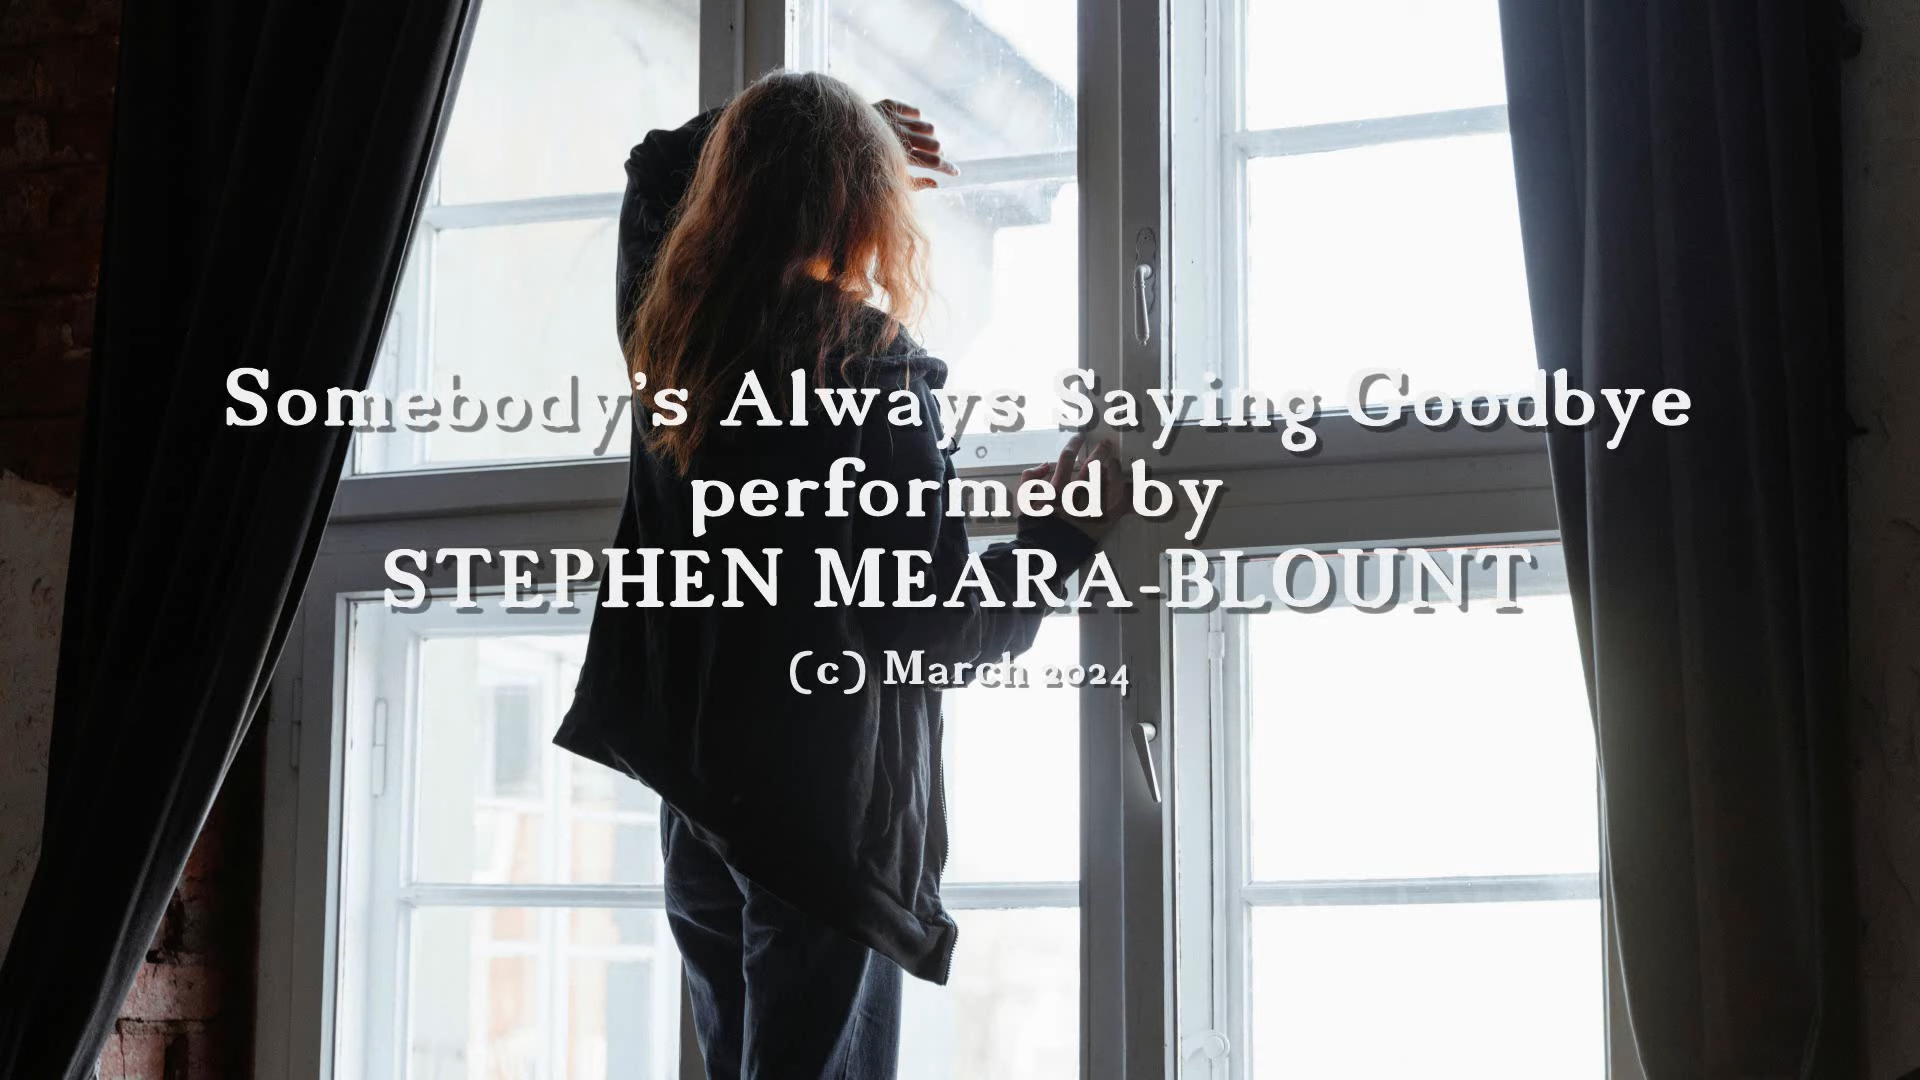 Somebody's Always Saying Goodbye
performed by
STEPHEN MEARA-BLOUNT
(c) March 2024